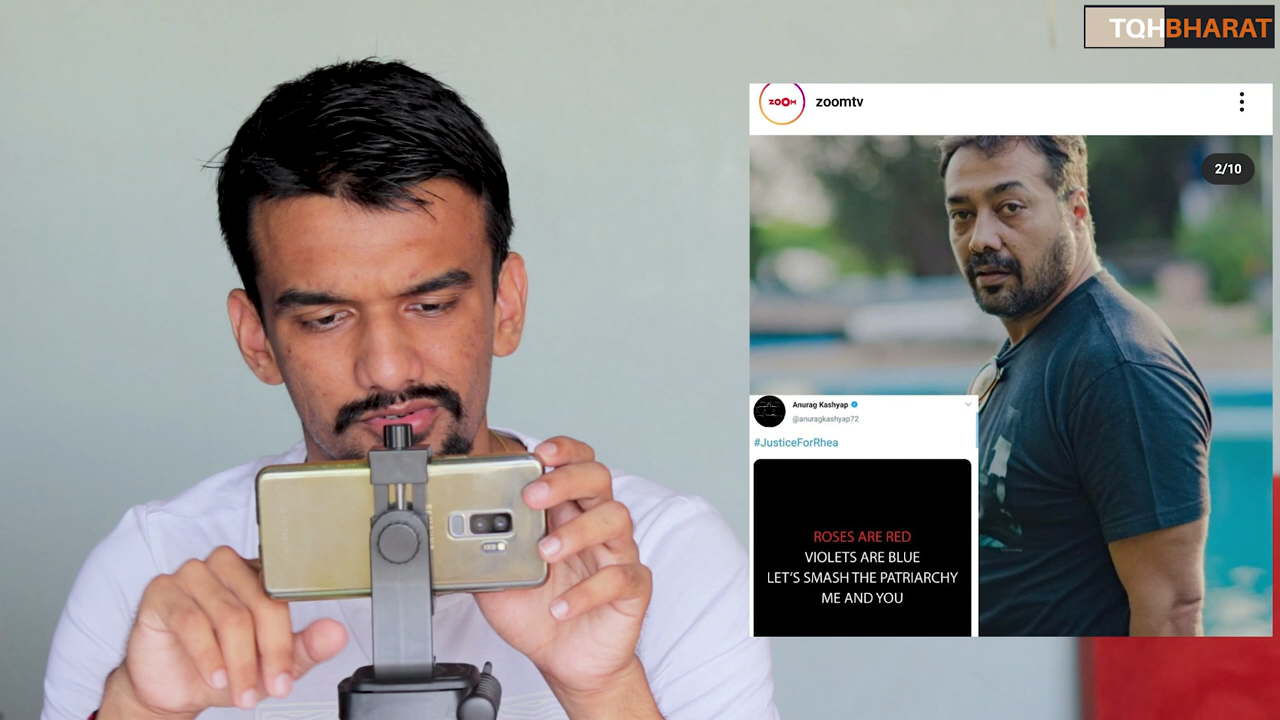 TQHBHARAT
ZOOM
zoomtv
2/10
Anurag Kashyap
@anuragkashyap72
#JusticeForRhea
ROSES ARE RED
VIOLETS ARE BLUE
LET'S SMASH THE PATRIARCHY
ME AND YOU